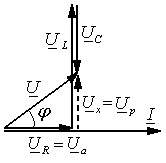 U_L U_C
U
φ
U_x = U_p
I
U_R = U_a